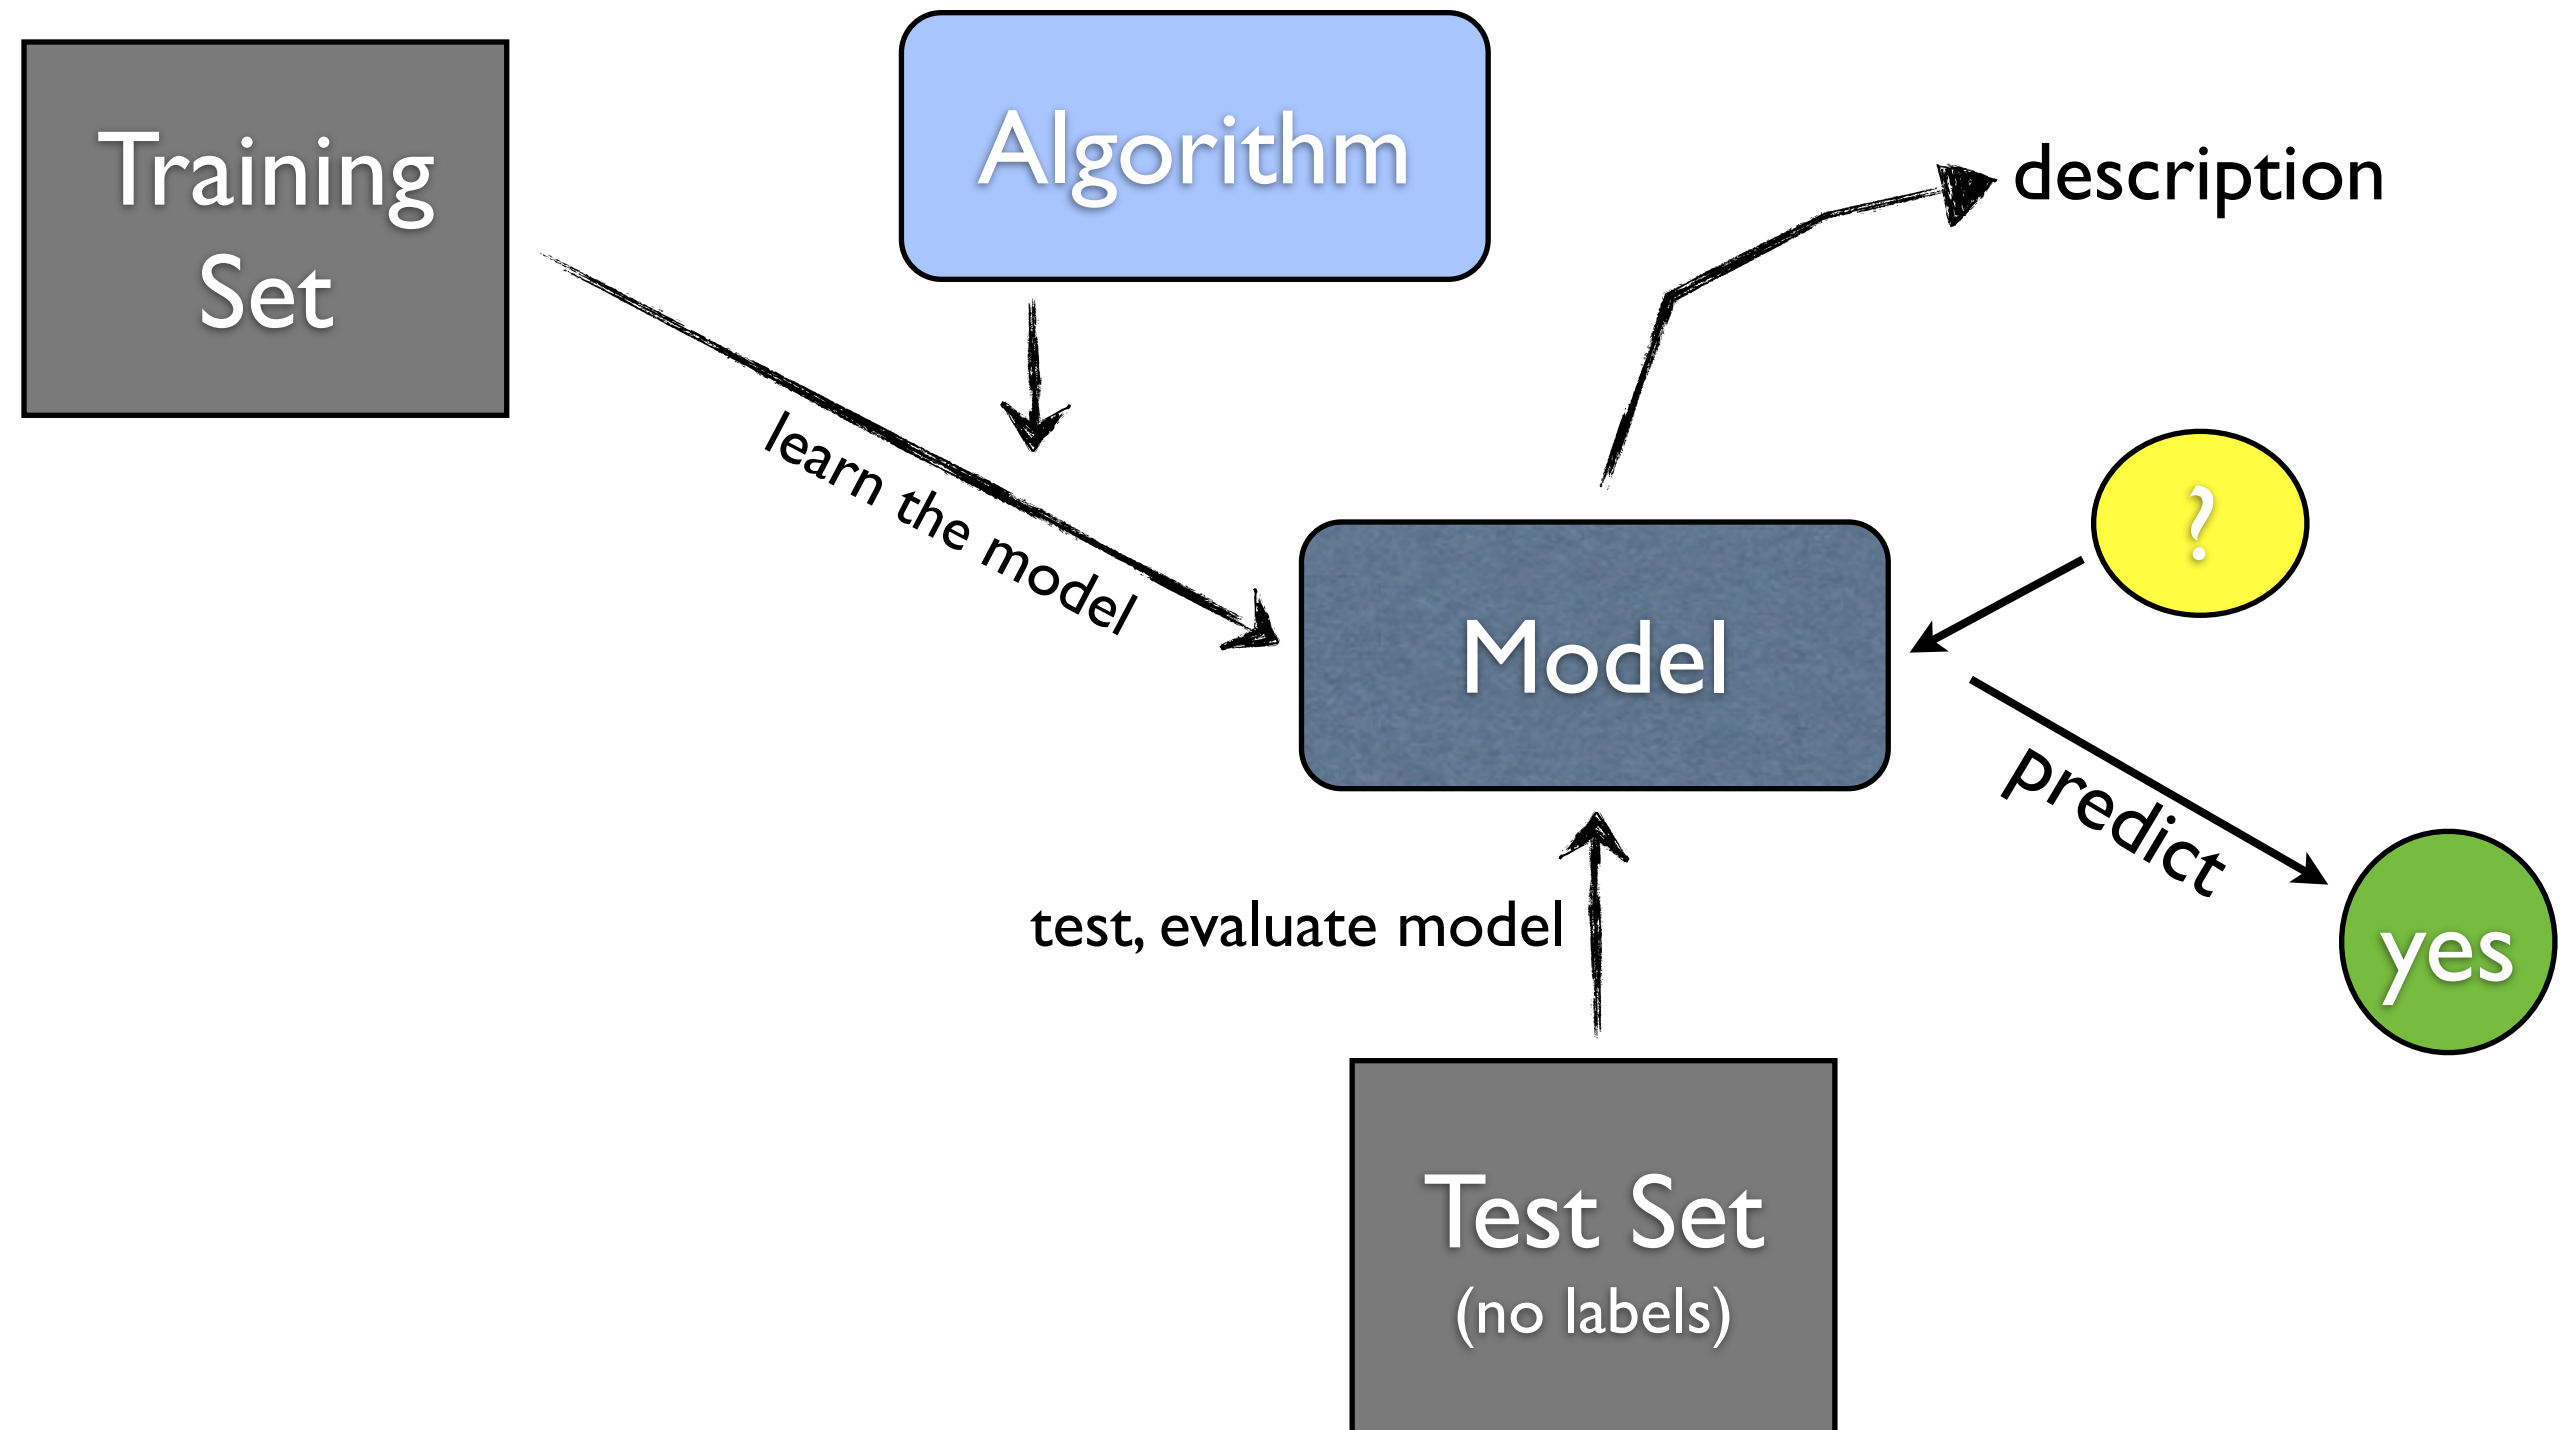 Training
Set
Algorithm
description
learn the model
?
Model
predict
test, evaluate model
yes
Test Set
(no labels)